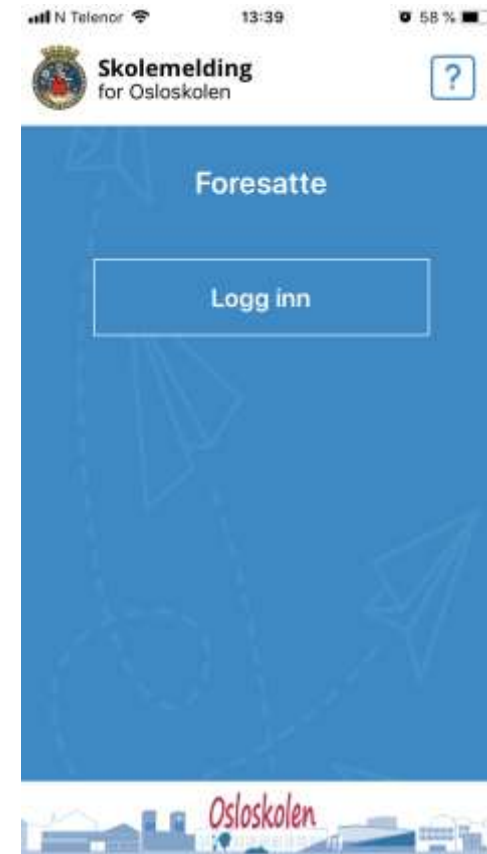 N Telenor 13:39 58 %
Skolemelding
for Osloskolen
?
Foresatte
Logg inn
Osloskolen